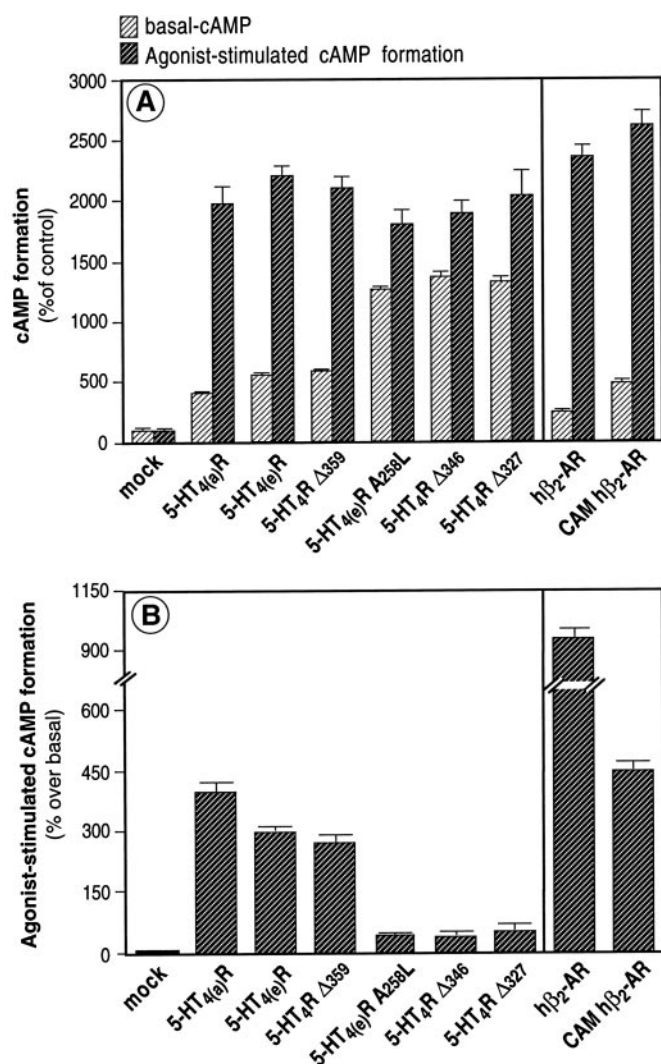 basal-cAMP
Agonist-stimulated cAMP formation
A
cAMP formation
(%of control)
3000
2500
2000
1500
1000
500
0
mock
5-HT4(a)R
5-HT4(e)R
5-HT4R Δ359
5-HT4(e)R A258L
5-HT4R Δ346
5-HT4R Δ327
hβ2-AR
CAM hβ2-AR
B
Agonist-stimulated cAMP formation
(% over basal)
1150
900
600
450
300
150
0
mock
5-HT4(a)R
5-HT4(e)R
5-HT4R Δ359
5-HT4(e)R A258L
5-HT4R Δ346
5-HT4R Δ327
hβ2-AR
CAM hβ2-AR